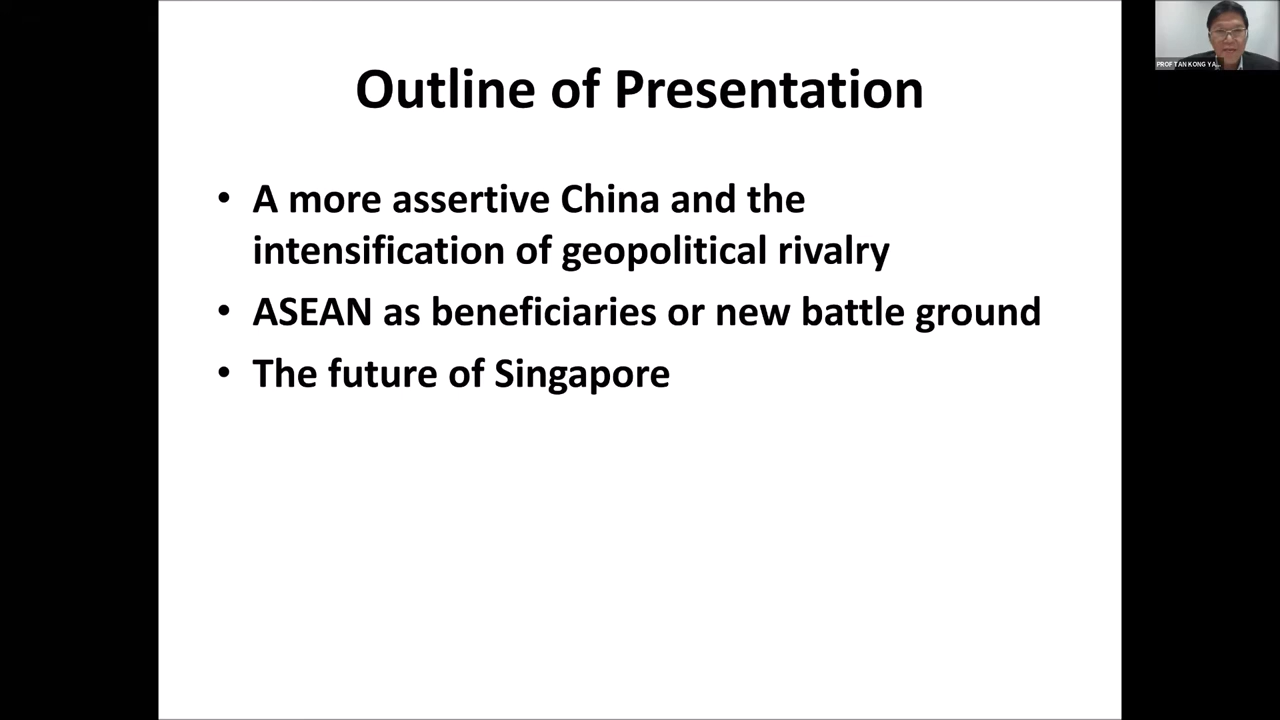 Outline of Presentation
• A more assertive China and the
intensification of geopolitical rivalry
• ASEAN as beneficiaries or new battle ground
• The future of Singapore
PROF TAN KONG YA...